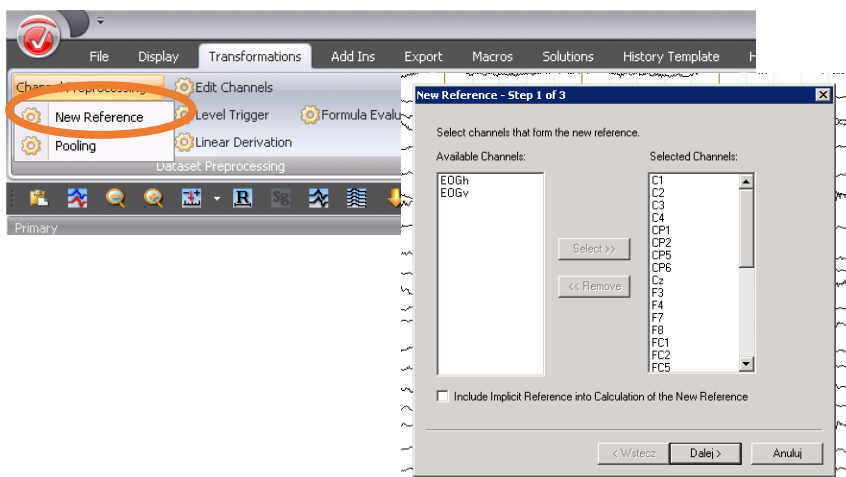 File Display Transformations Add Ins Export Macros Solutions History Template H
Channel Preprocessing Edit Channels
New Reference Level Trigger Formula Evalu
Pooling Linear Derivation
Dataset Preprocessing
R Sg
Primary
New Reference - Step 1 of 3
Select channels that form the new reference.
Available Channels: Selected Channels:
EOGh
EOGv
C1
C2
C3
C4
CP1
CP2
CP5
CP6
Cz
F3
F4
F7
F8
FC1
FC2
FC5
Select >>
<< Remove
Include Implicit Reference into Calculation of the New Reference
< Wstecz Dalej > Anuluj